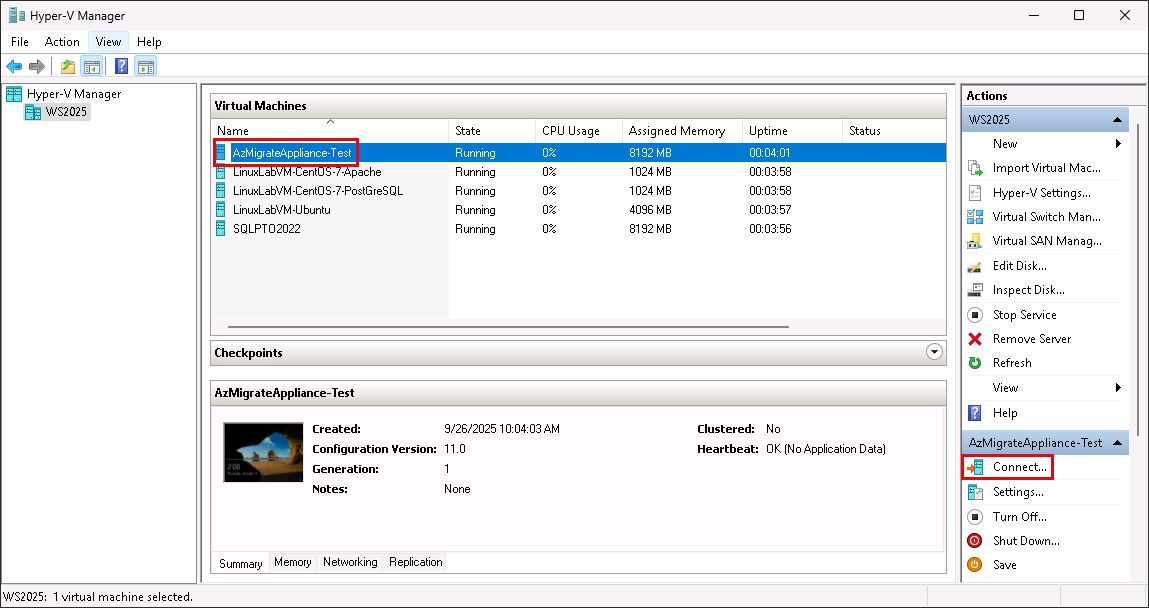 Hyper-V Manager
File Action View Help
Hyper-V Manager
WS2025
Virtual Machines
Name State CPU Usage Assigned Memory Uptime Status
AzMigrateAppliance-Test Running 0% 8192 MB 00:04:01
LinuxLabVM-CentOS-7-Apache Running 0% 1024 MB 00:03:58
LinuxLabVM-CentOS-7-PostGreSQL Running 0% 1024 MB 00:03:58
LinuxLabVM-Ubuntu Running 0% 4096 MB 00:03:57
SQLPTO2022 Running 0% 8192 MB 00:03:56
Checkpoints
AzMigrateAppliance-Test
2:00
Created: 9/26/2025 10:04:03 AM Clustered: No
Configuration Version: 11.0 Heartbeat: OK (No Application Data)
Generation: 1
Notes: None
Summary Memory Networking Replication
Actions
WS2025
New
Import Virtual Mac...
Hyper-V Settings...
Virtual Switch Man...
Virtual SAN Manag...
Edit Disk...
Inspect Disk...
Stop Service
Remove Server
Refresh
View
Help
AzMigrateAppliance-Test
Connect...
Settings...
Turn Off...
Shut Down...
Save
WS2025: 1 virtual machine selected.